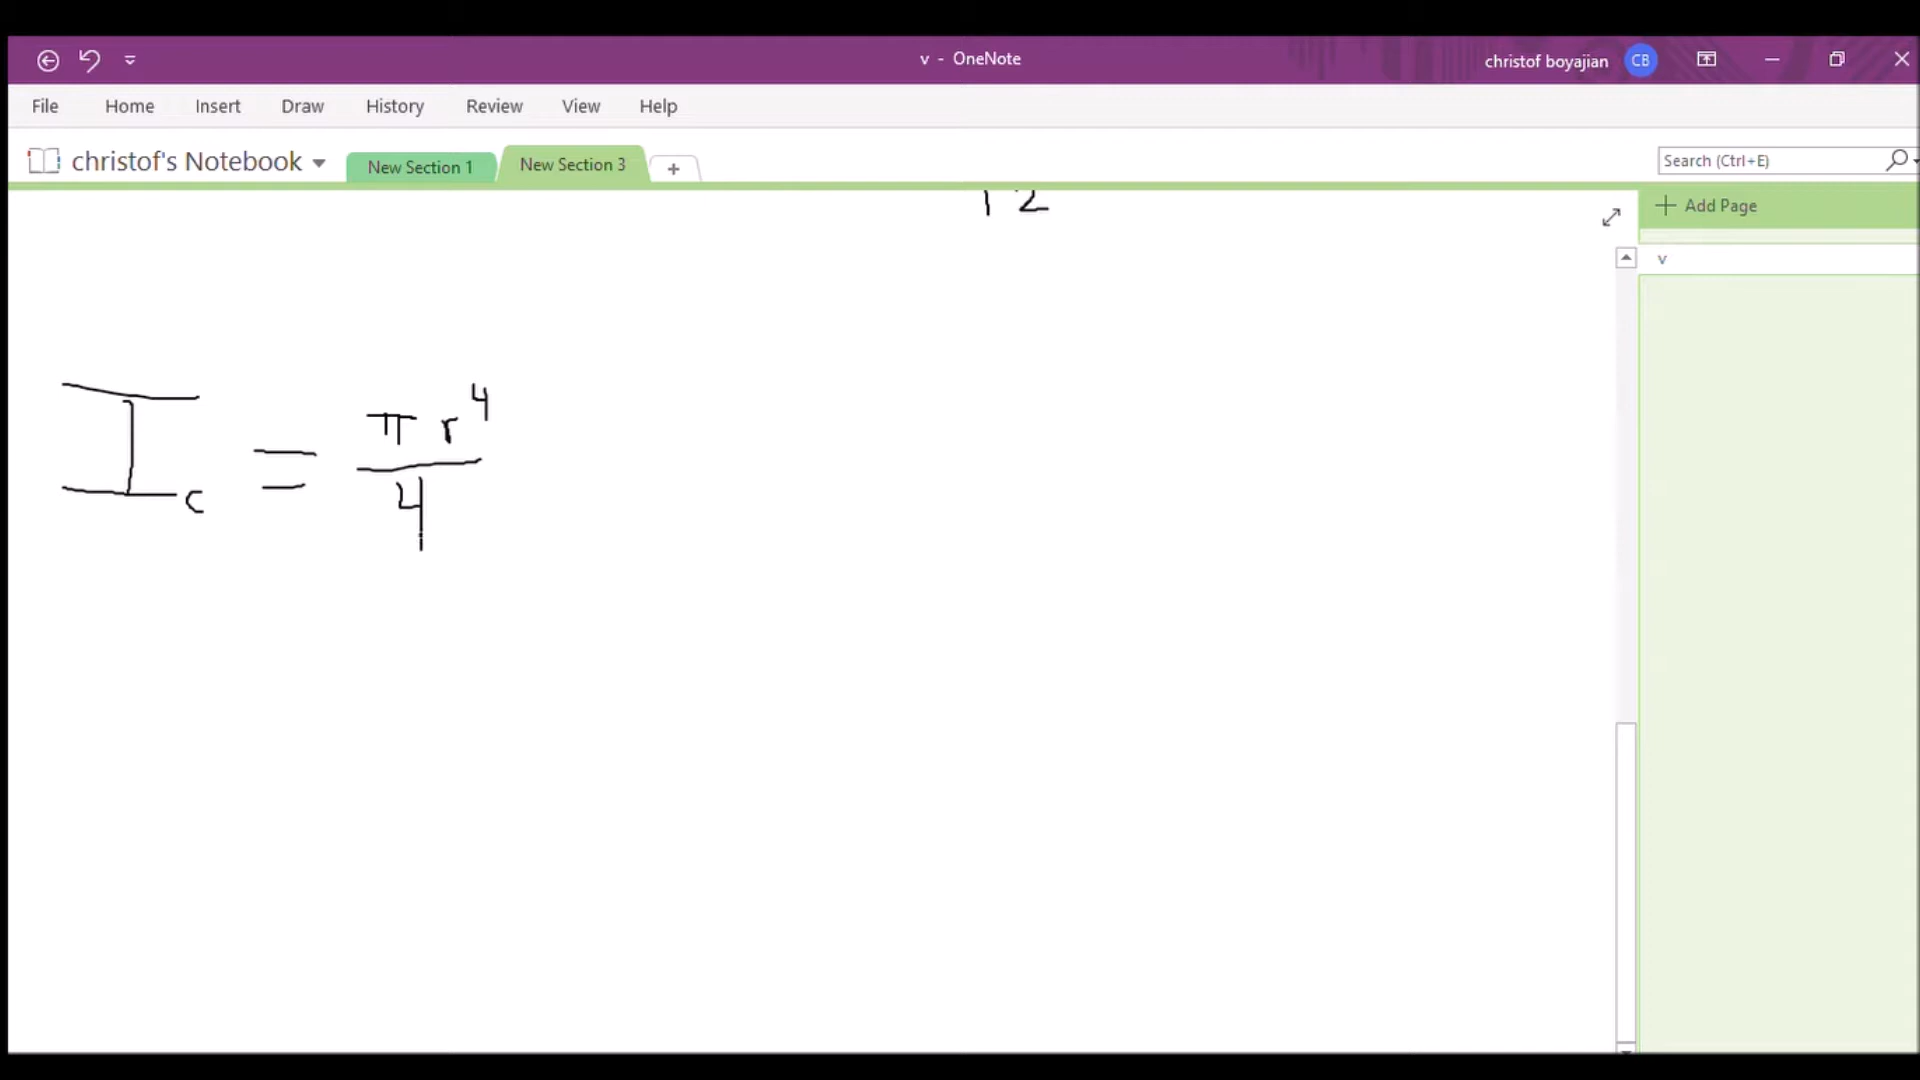 v - OneNote
christof boyajian CB
File Home Insert Draw History Review View Help
christof's Notebook New Section 1 New Section 3 +
Search (Ctrl+E)
12
Add Page
v
I_c = πr^4/4